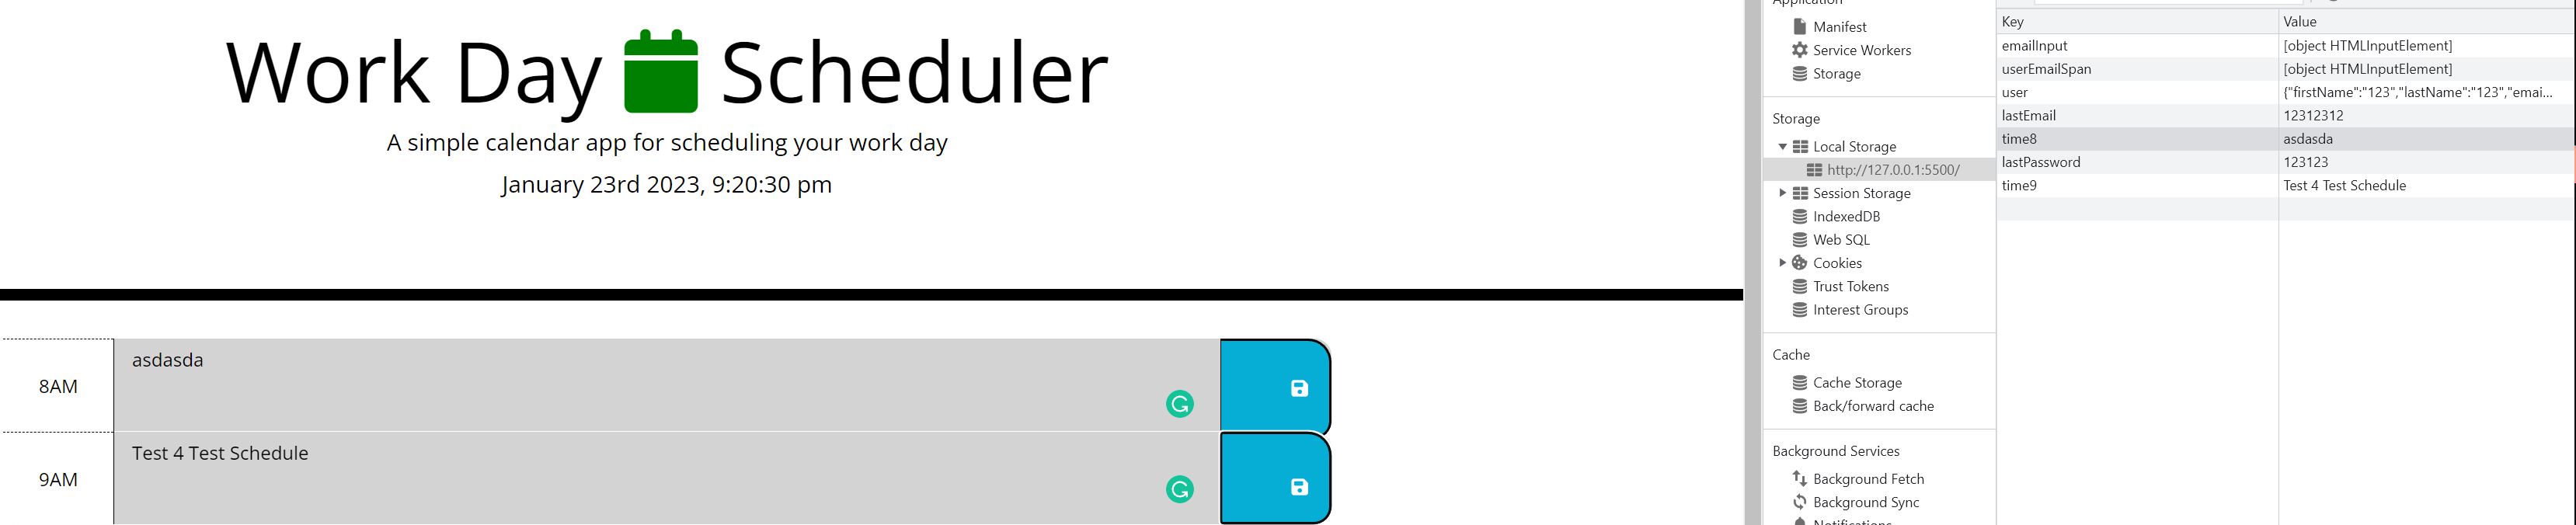 Work Day Scheduler
A simple calendar app for scheduling your work day
January 23rd 2023, 9:20:30 pm
8AM
asdasda
9AM
Test 4 Test Schedule
Application
Manifest
Service Workers
Storage
Storage
Local Storage
http://127.0.0.1:5500/
Session Storage
IndexedDB
Web SQL
Cookies
Trust Tokens
Interest Groups
Cache
Cache Storage
Back/forward cache
Background Services
Background Fetch
Background Sync
Notifications
Key Value
emailInput [object HTMLInputElement]
userEmailSpan [object HTMLInputElement]
user {"firstName":"123","lastName":"123","emai...
lastEmail 12312312
time8 asdasda
lastPassword 123123
time9 Test 4 Test Schedule